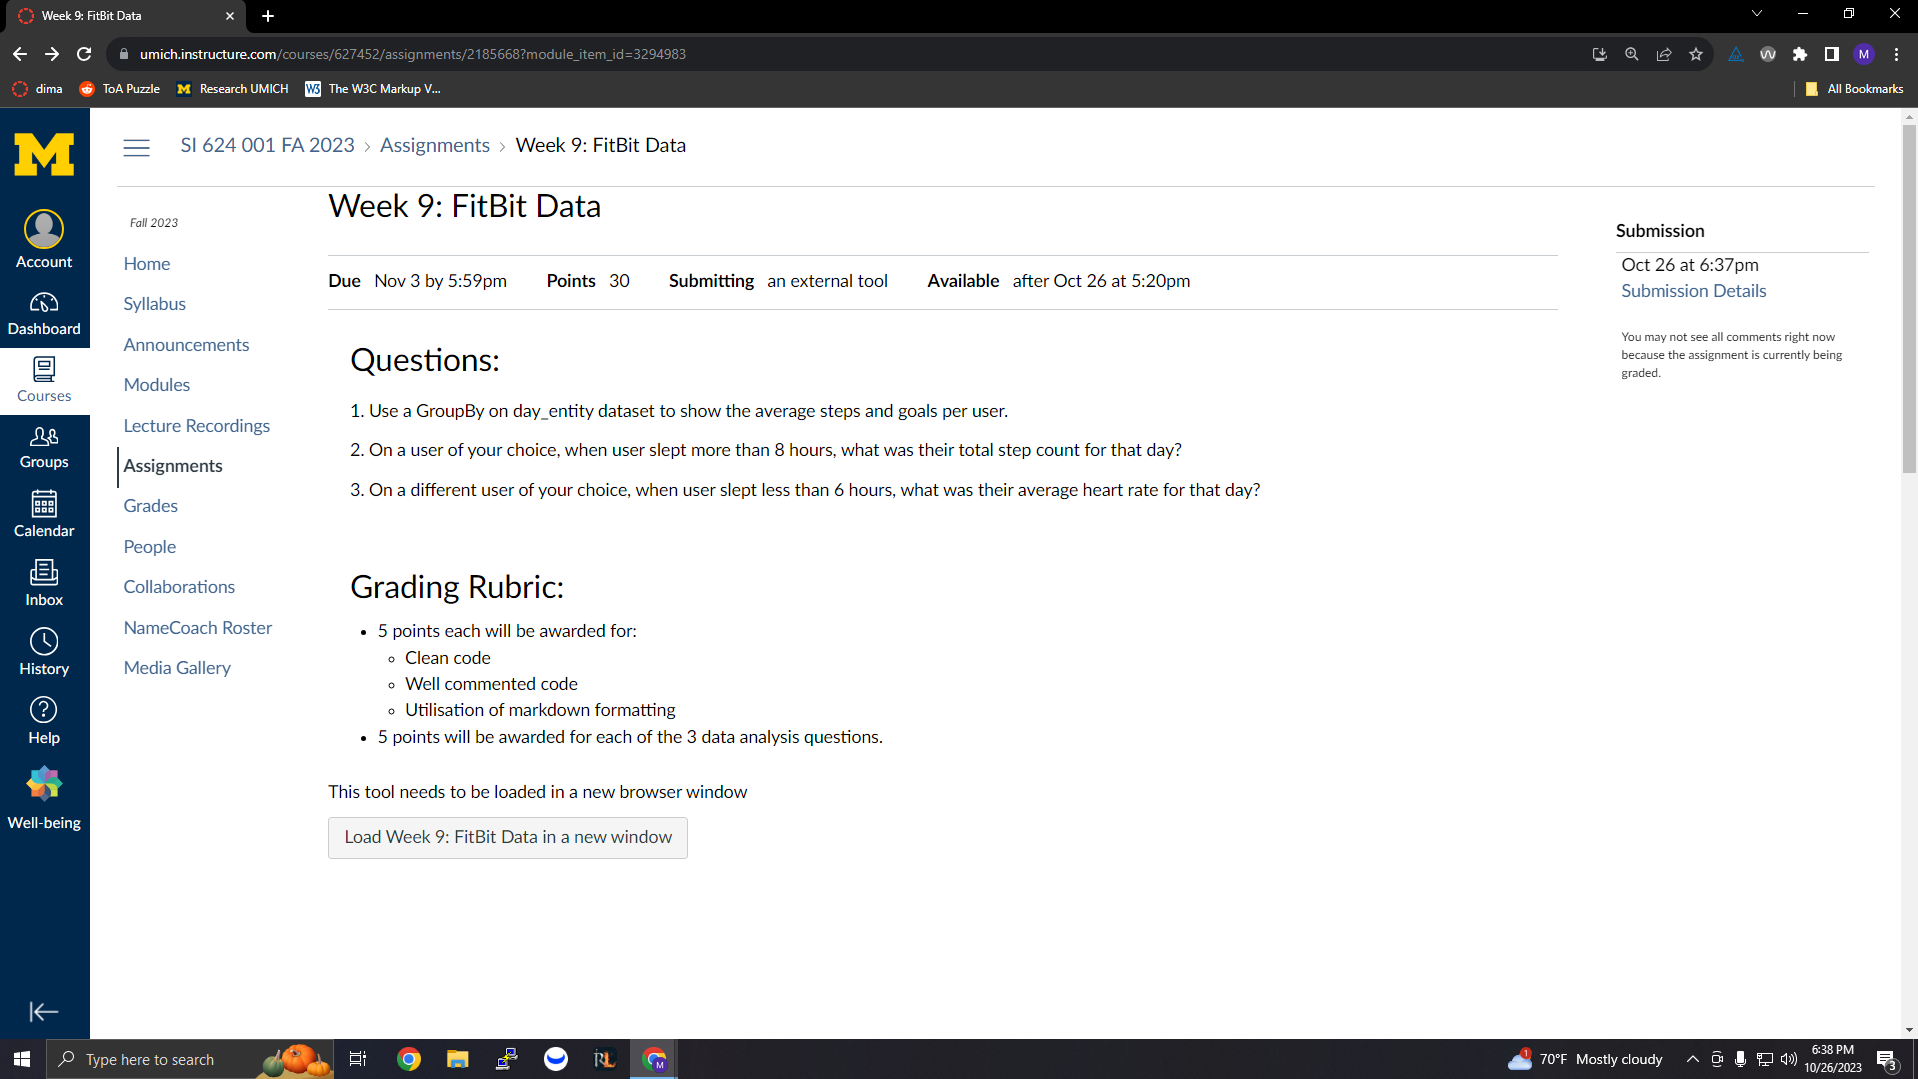 Week 9: FitBit Data
umich.instructure.com/courses/627452/assignments/2185668?module_item_id=3294983
M
dima
ToA Puzzle
M Research UMICH
W3 The W3C Markup V...
All Bookmarks
M
Account
Dashboard
Courses
Groups
Calendar
Inbox
History
Help
Well-being
SI 624 001 FA 2023 › Assignments › Week 9: FitBit Data
Fall 2023
Home
Syllabus
Announcements
Modules
Lecture Recordings
Assignments
Grades
People
Collaborations
NameCoach Roster
Media Gallery
Week 9: FitBit Data
Due Nov 3 by 5:59pm Points 30 Submitting an external tool Available after Oct 26 at 5:20pm
Questions:
1. Use a GroupBy on day_entity dataset to show the average steps and goals per user.
2. On a user of your choice, when user slept more than 8 hours, what was their total step count for that day?
3. On a different user of your choice, when user slept less than 6 hours, what was their average heart rate for that day?
Grading Rubric:
• 5 points each will be awarded for:
◦ Clean code
◦ Well commented code
◦ Utilisation of markdown formatting
• 5 points will be awarded for each of the 3 data analysis questions.
This tool needs to be loaded in a new browser window
Load Week 9: FitBit Data in a new window
Submission
Oct 26 at 6:37pm
Submission Details
You may not see all comments right now
because the assignment is currently being
graded.
Type here to search
RL
M
1
70°F Mostly cloudy
6:38 PM
10/26/2023
3